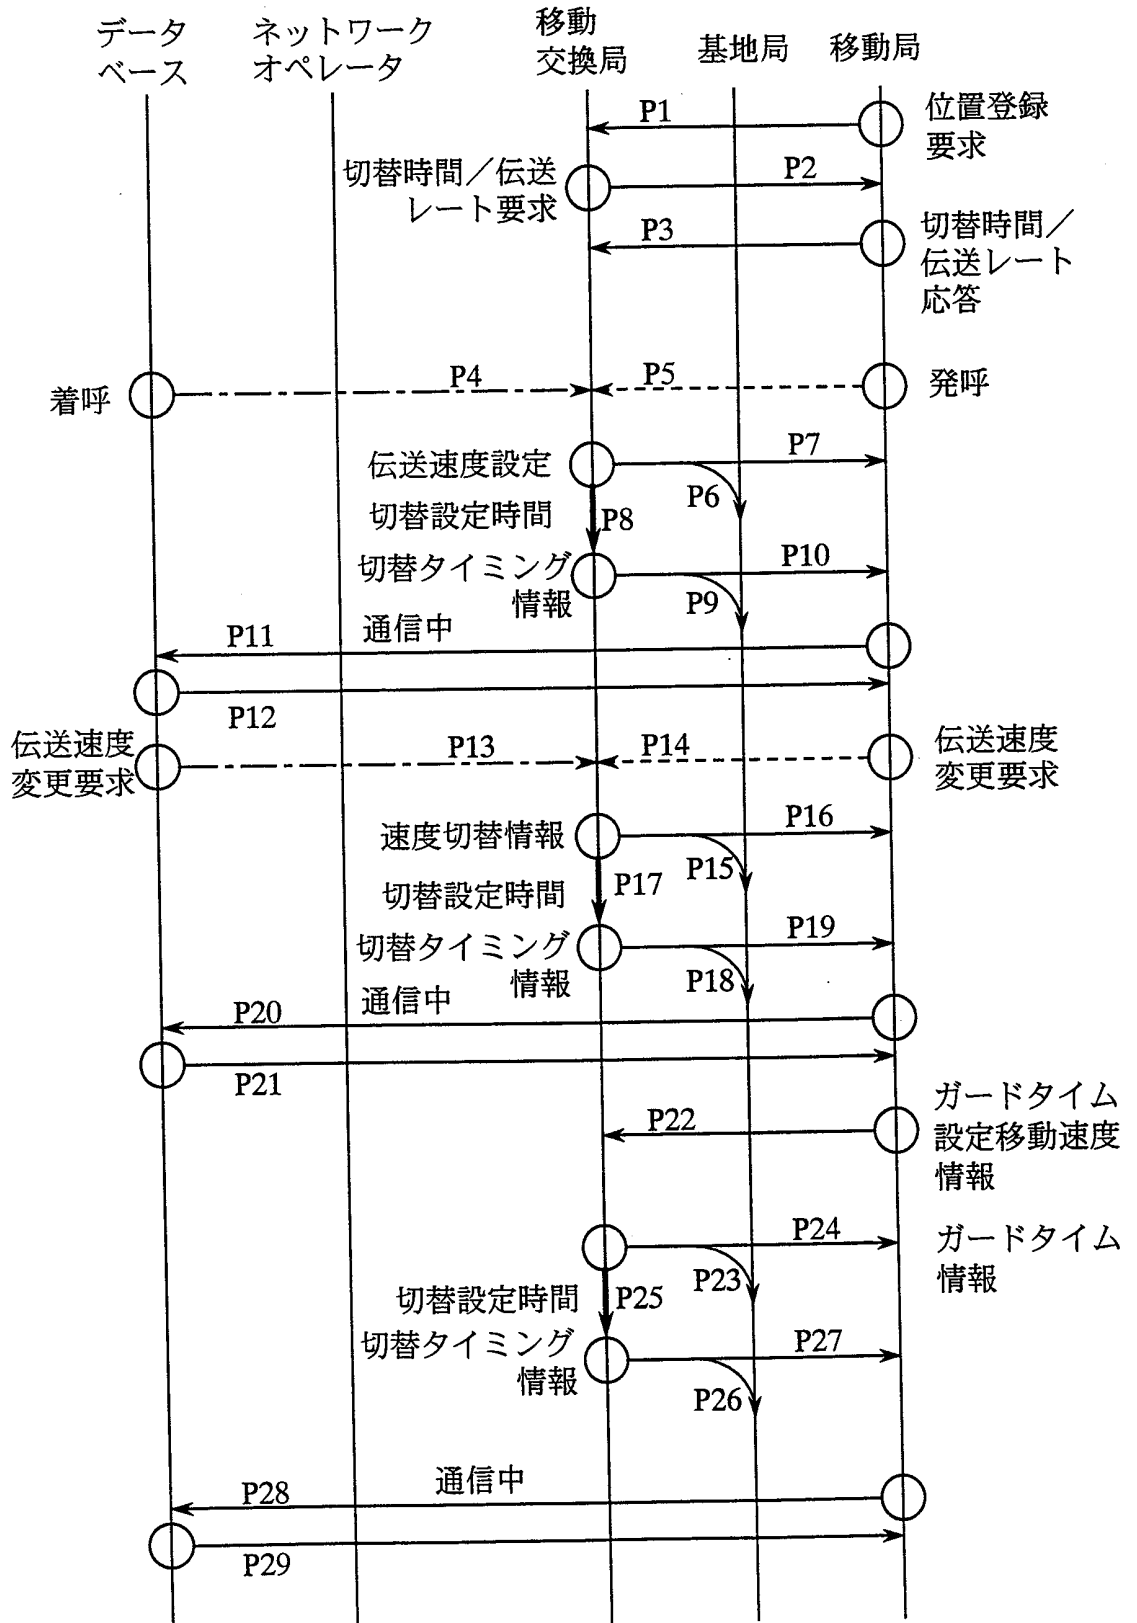 データ
ベース
ネットワーク
オペレータ
移動
交換局
基地局
移動局
P1
位置登録
要求
切替時間／伝送
レート要求
P2
P3
切替時間／
伝送レート
応答
着呼
P4
P5
発呼
伝送速度設定
P7
P6
切替設定時間
P8
切替タイミング
情報
P10
P9
P11
通信中
P12
伝送速度
変更要求
P13
P14
伝送速度
変更要求
速度切替情報
P16
P15
切替設定時間
P17
切替タイミング
情報
P19
P18
P20
通信中
P21
P22
ガードタイム
設定移動速度
情報
P24
P23
ガードタイム
情報
切替設定時間
P25
切替タイミング
情報
P27
P26
P28
通信中
P29